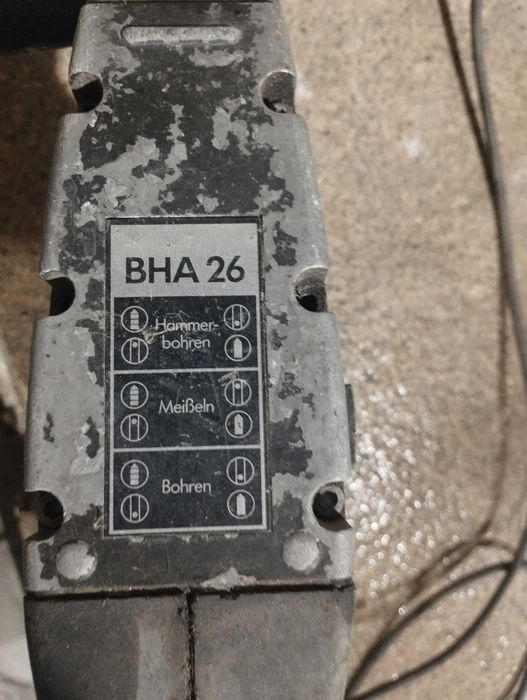 BHA 26
Hammer-
bohren
Meißeln
Bohren